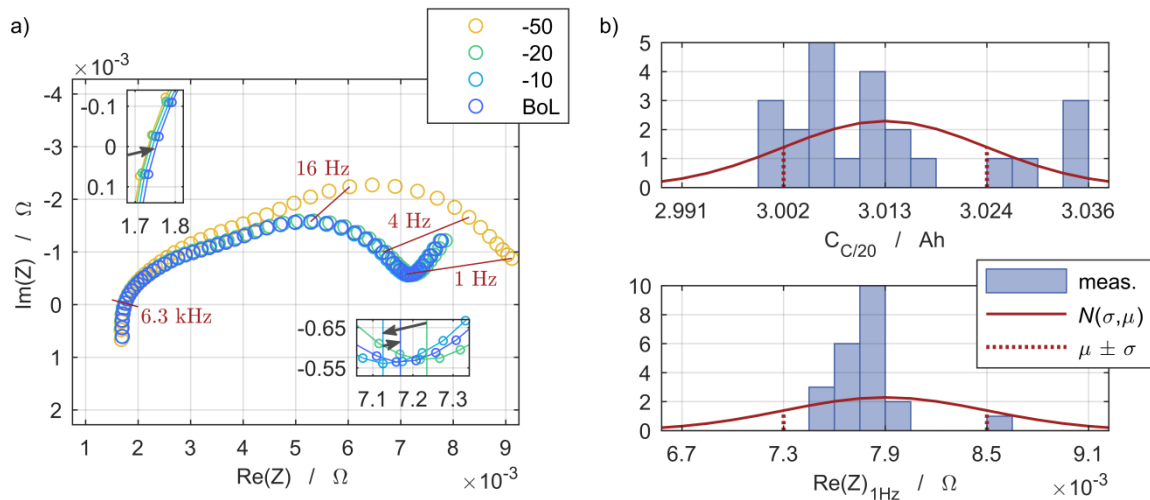 a)
×10⁻³
-4
-3
-2
-1
0
1
2
Im(Z) / Ω
1 2 3 4 5 6 7 8 9
Re(Z) / Ω
×10⁻³
-50
-20
-10
BoL
-0.1
0
0.1
1.7 1.8
16 Hz
4 Hz
1 Hz
6.3 kHz
-0.65
-0.55
7.1 7.2 7.3
b)
5
4
3
2
1
0
2.991 3.002 3.013 3.024 3.036
C_C/20 / Ah
meas.
N(σ,μ)
μ ± σ
10
8
6
4
2
0
6.7 7.3 7.9 8.5 9.1
Re(Z)_1Hz / Ω
×10⁻³